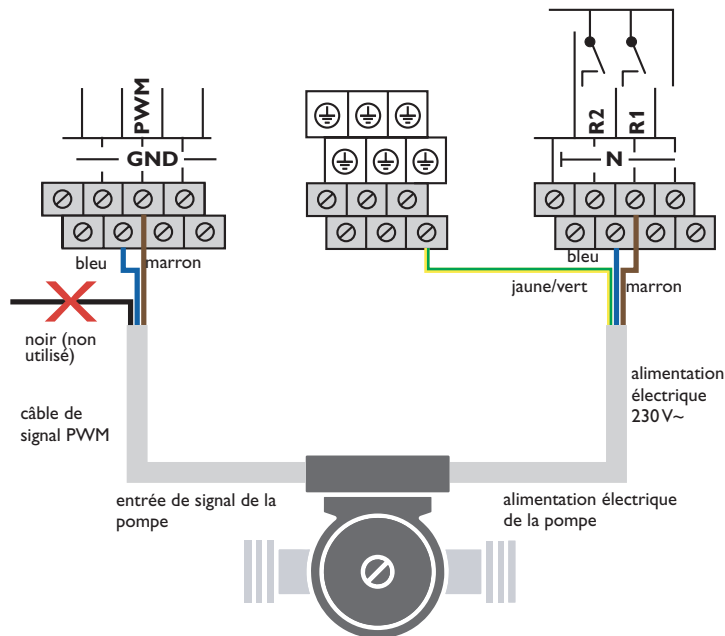 PWM
GND
R2
R1
N
bleu
marron
jaune/vert
bleu
marron
noir (non
utilisé)
câble de
signal PWM
alimentation
électrique
230 V~
entrée de signal de la
pompe
alimentation électrique
de la pompe